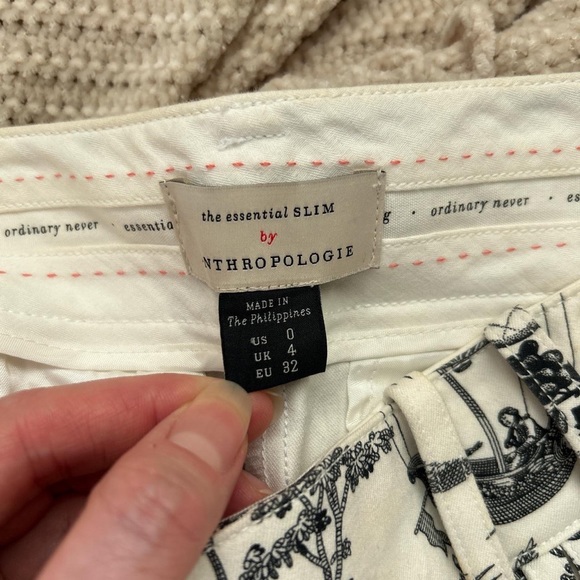 ordinary never · essentia
g · ordinary never · es
the essential SLIM
by
NTHROPOLOGIE
MADE IN
The Philippines
US 0
UK 4
EU 32